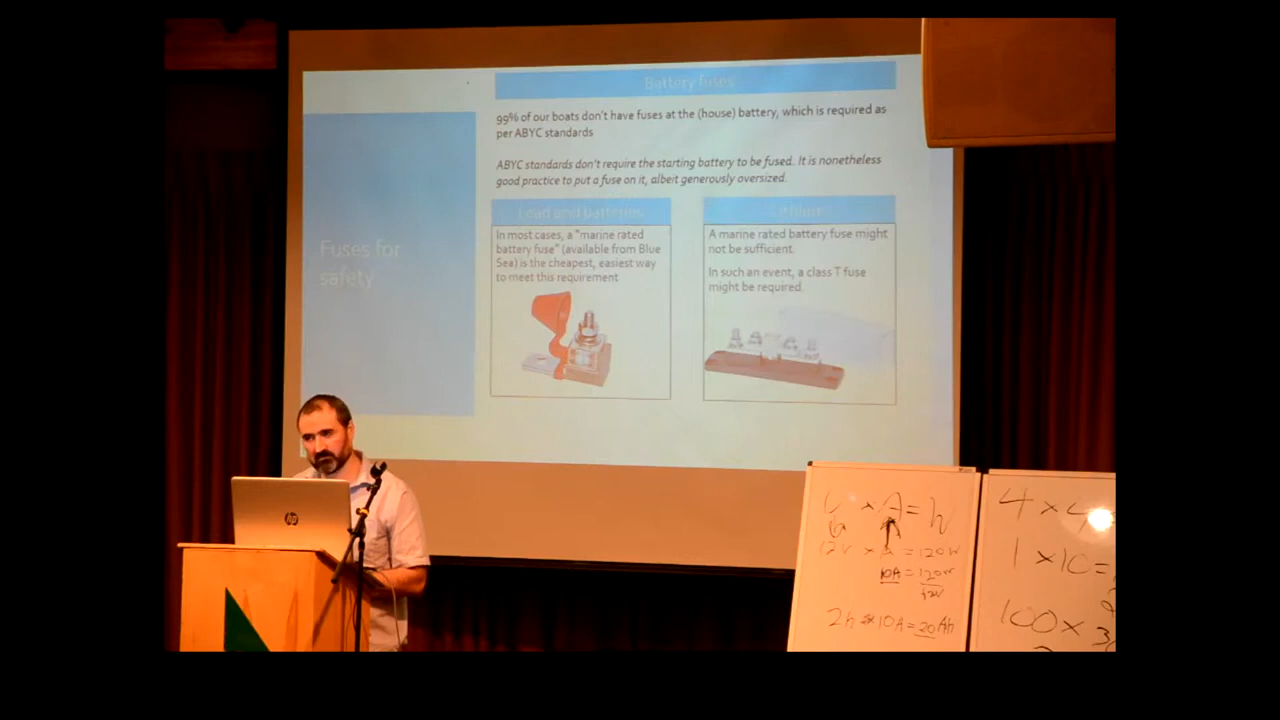 Battery fuses
99% of our boats don't have fuses at the (house) battery, which is required as
per ABYC standards
ABYC standards don't require the starting battery to be fused. It is nonetheless
good practice to put a fuse on it, albeit generously oversized.
Fuses for
safety
Lead acid batteries
In most cases, a "marine rated
battery fuse" (available from Blue
Sea) is the cheapest, easiest way
to meet this requirement
A marine rated battery fuse might
not be sufficient.
In such an event, a class T fuse
might be required.
hp
x A = W
12V x = 120W
10A = 120W
12V
2h 10A = 20Ah
4 x
1 x 10 =
100 x